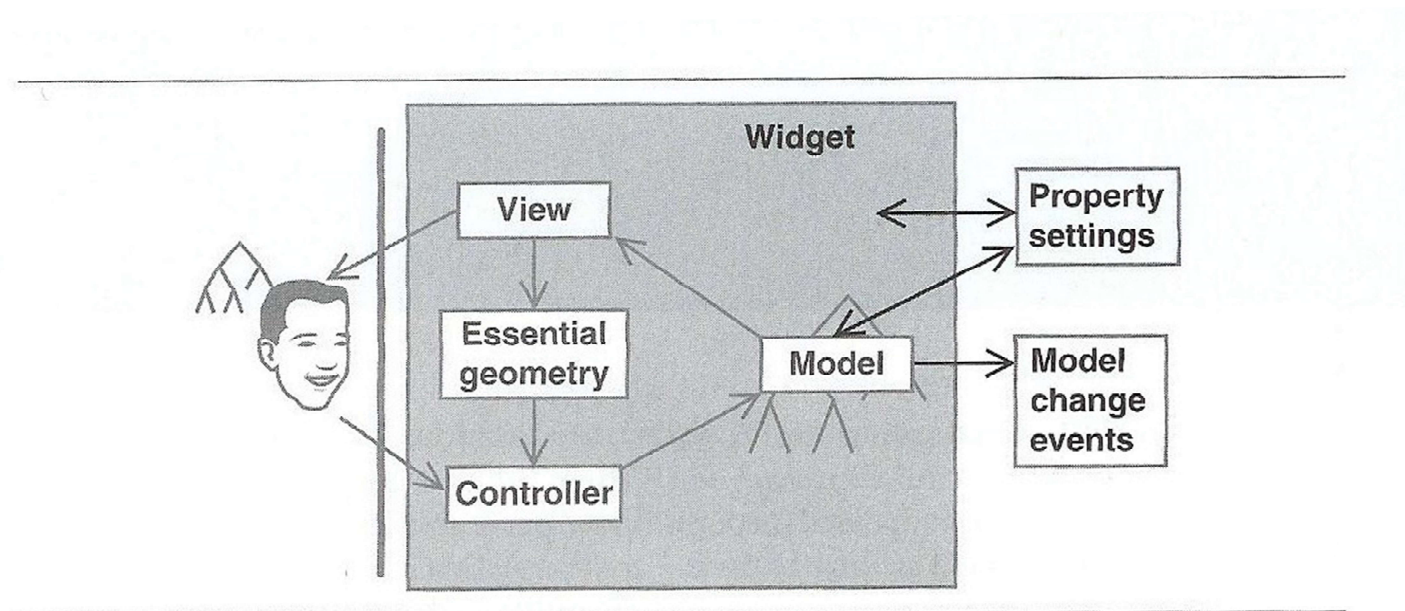 Widget
View
Property
settings
Essential
geometry
Model
Model
change
events
Controller